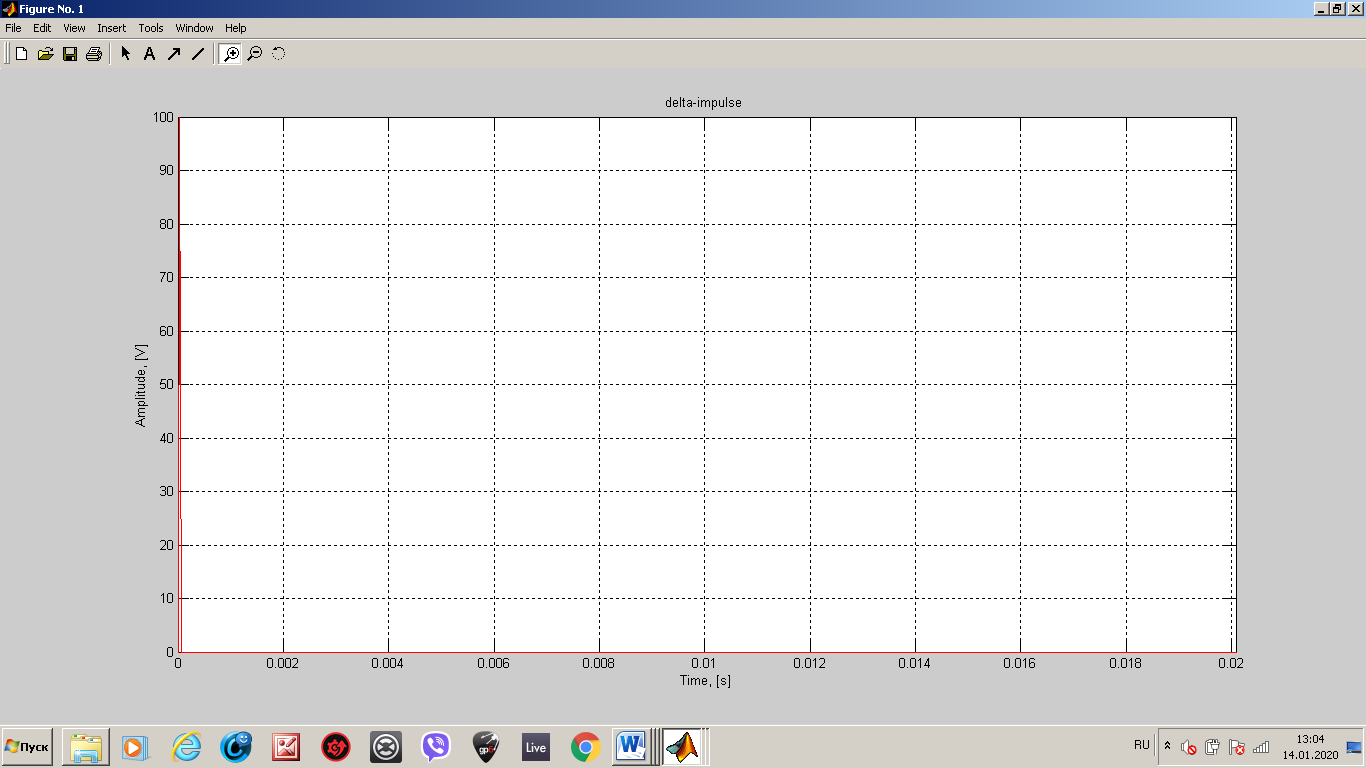 Figure No. 1
File Edit View Insert Tools Window Help
A
delta-impulse
100
90
80
70
60
50
40
30
20
10
0
Amplitude, [V]
0 0.002 0.004 0.006 0.008 0.01 0.012 0.014 0.016 0.018 0.02
Time, [s]
Пуск
gp6
Live
W
RU
13:04
14.01.2020